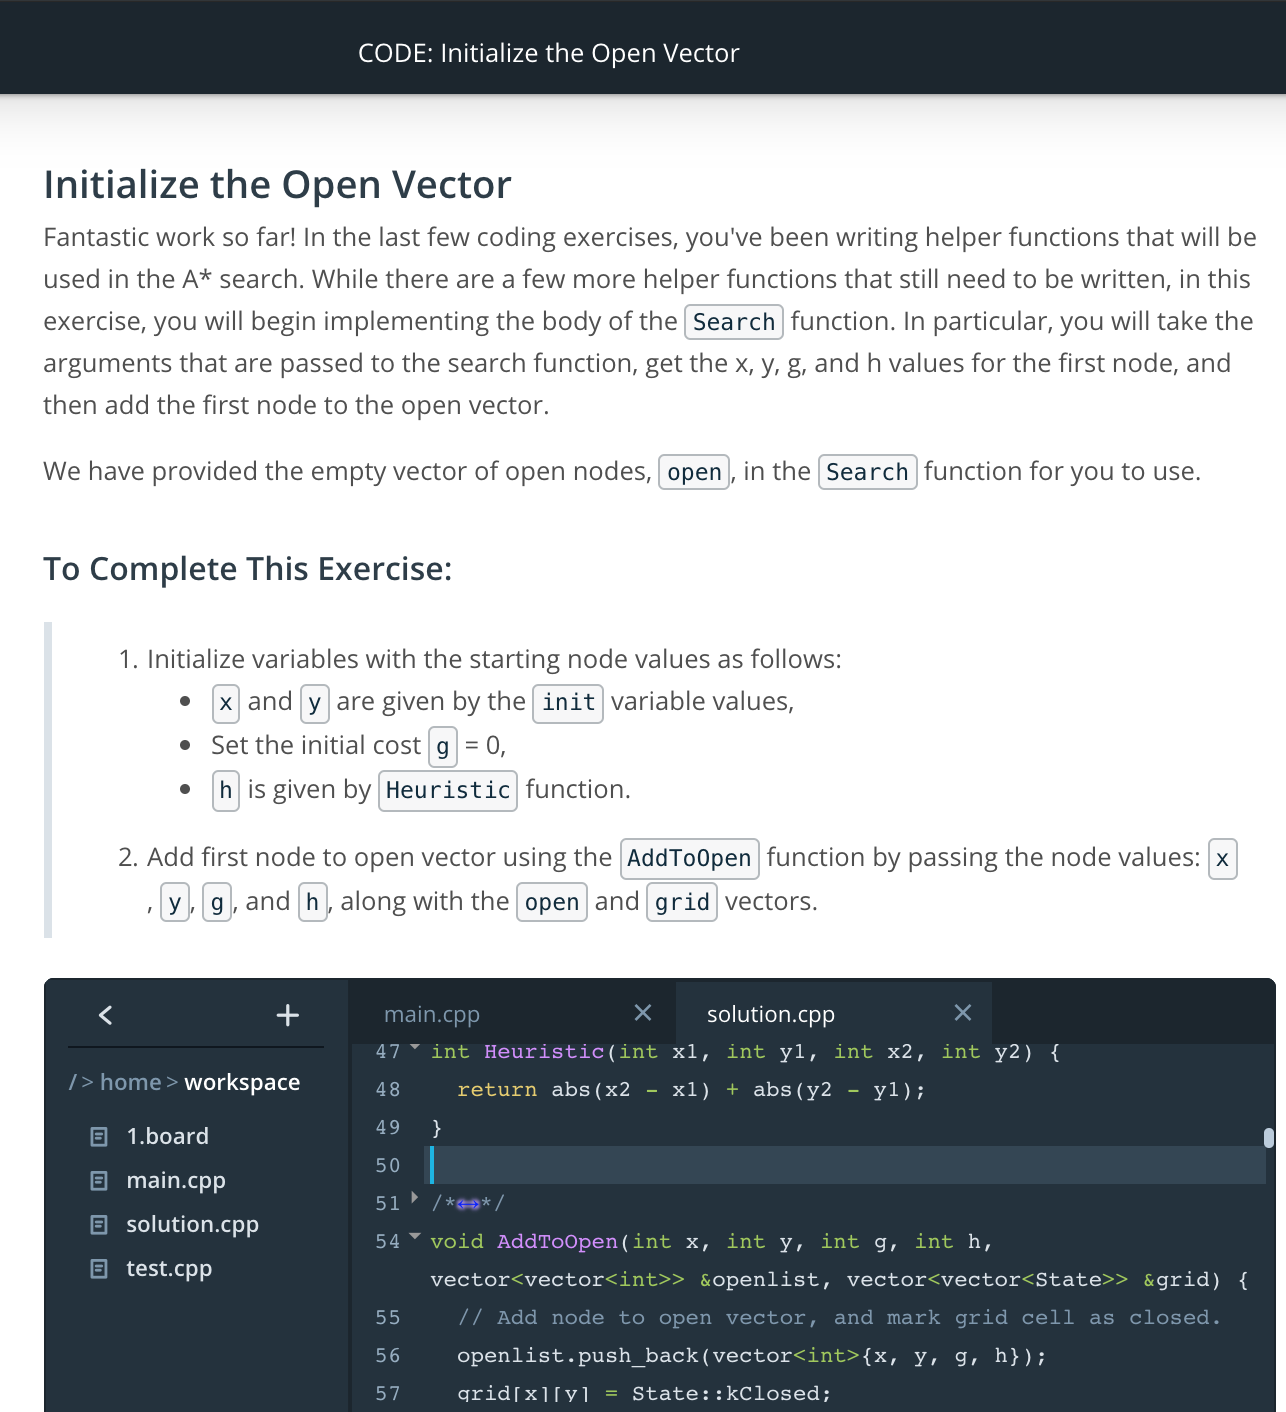 CODE: Initialize the Open Vector
Initialize the Open Vector
Fantastic work so far! In the last few coding exercises, you've been writing helper functions that will be
used in the A* search. While there are a few more helper functions that still need to be written, in this
exercise, you will begin implementing the body of the Search function. In particular, you will take the
arguments that are passed to the search function, get the x, y, g, and h values for the first node, and
then add the first node to the open vector.
We have provided the empty vector of open nodes, open, in the Search function for you to use.
To Complete This Exercise:
1. Initialize variables with the starting node values as follows:
• x and y are given by the init variable values,
• Set the initial cost g = 0,
• h is given by Heuristic function.
2. Add first node to open vector using the AddToOpen function by passing the node values: x
, y, g, and h, along with the open and grid vectors.
main.cpp
solution.cpp
/ > home > workspace
1.board
main.cpp
solution.cpp
test.cpp
47 int Heuristic(int x1, int y1, int x2, int y2) {
48 return abs(x2 - x1) + abs(y2 - y1);
49 }
50
51 /*↔*/
54 void AddToOpen(int x, int y, int g, int h,
vector<vector<int>> &openlist, vector<vector<State>> &grid) {
55 // Add node to open vector, and mark grid cell as closed.
56 openlist.push_back(vector<int>{x, y, g, h});
57 grid[x][y] = State::kClosed;